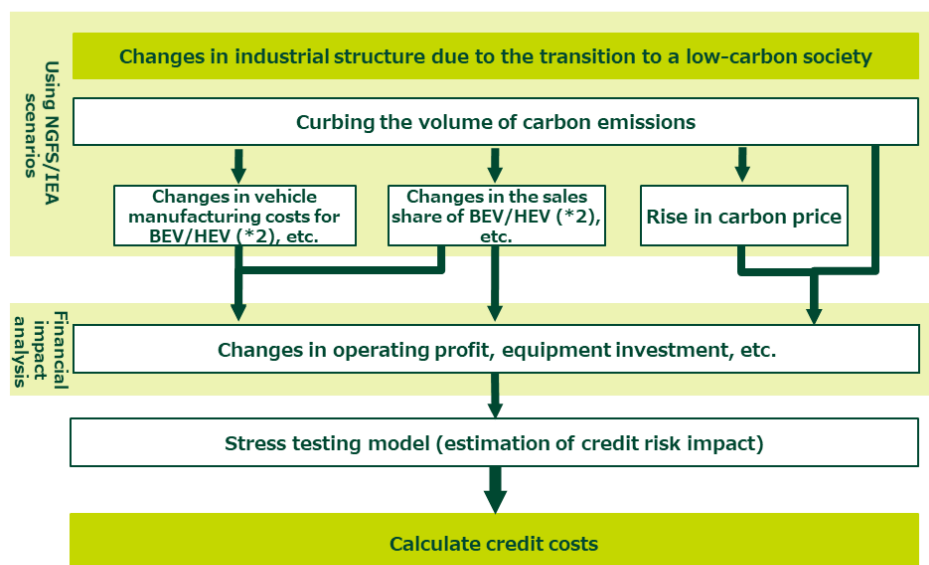 Using NGFS/IEA
scenarios
Changes in industrial structure due to the transition to a low-carbon society
Curbing the volume of carbon emissions
Changes in vehicle
manufacturing costs for
BEV/HEV (*2), etc.
Changes in the sales
share of BEV/HEV (*2),
etc.
Rise in carbon price
Financial
impact
analysis
Changes in operating profit, equipment investment, etc.
Stress testing model (estimation of credit risk impact)
Calculate credit costs